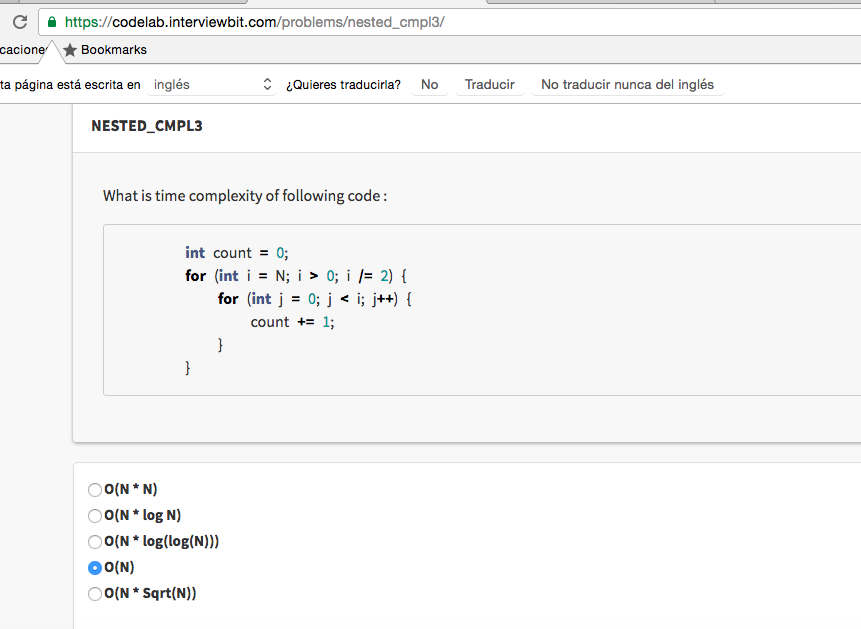 https://codelab.interviewbit.com/problems/nested_cmpl3/
Bookmarks
página está escrita en inglés ¿Quieres traducirla? No Traducir No traducir nunca del inglés
NESTED_CMPL3
What is time complexity of following code :
int count = 0;
for (int i = N; i > 0; i /= 2) {
for (int j = 0; j < i; j++) {
count += 1;
}
}
O(N * N)
O(N * log N)
O(N * log(log(N)))
O(N)
O(N * Sqrt(N))